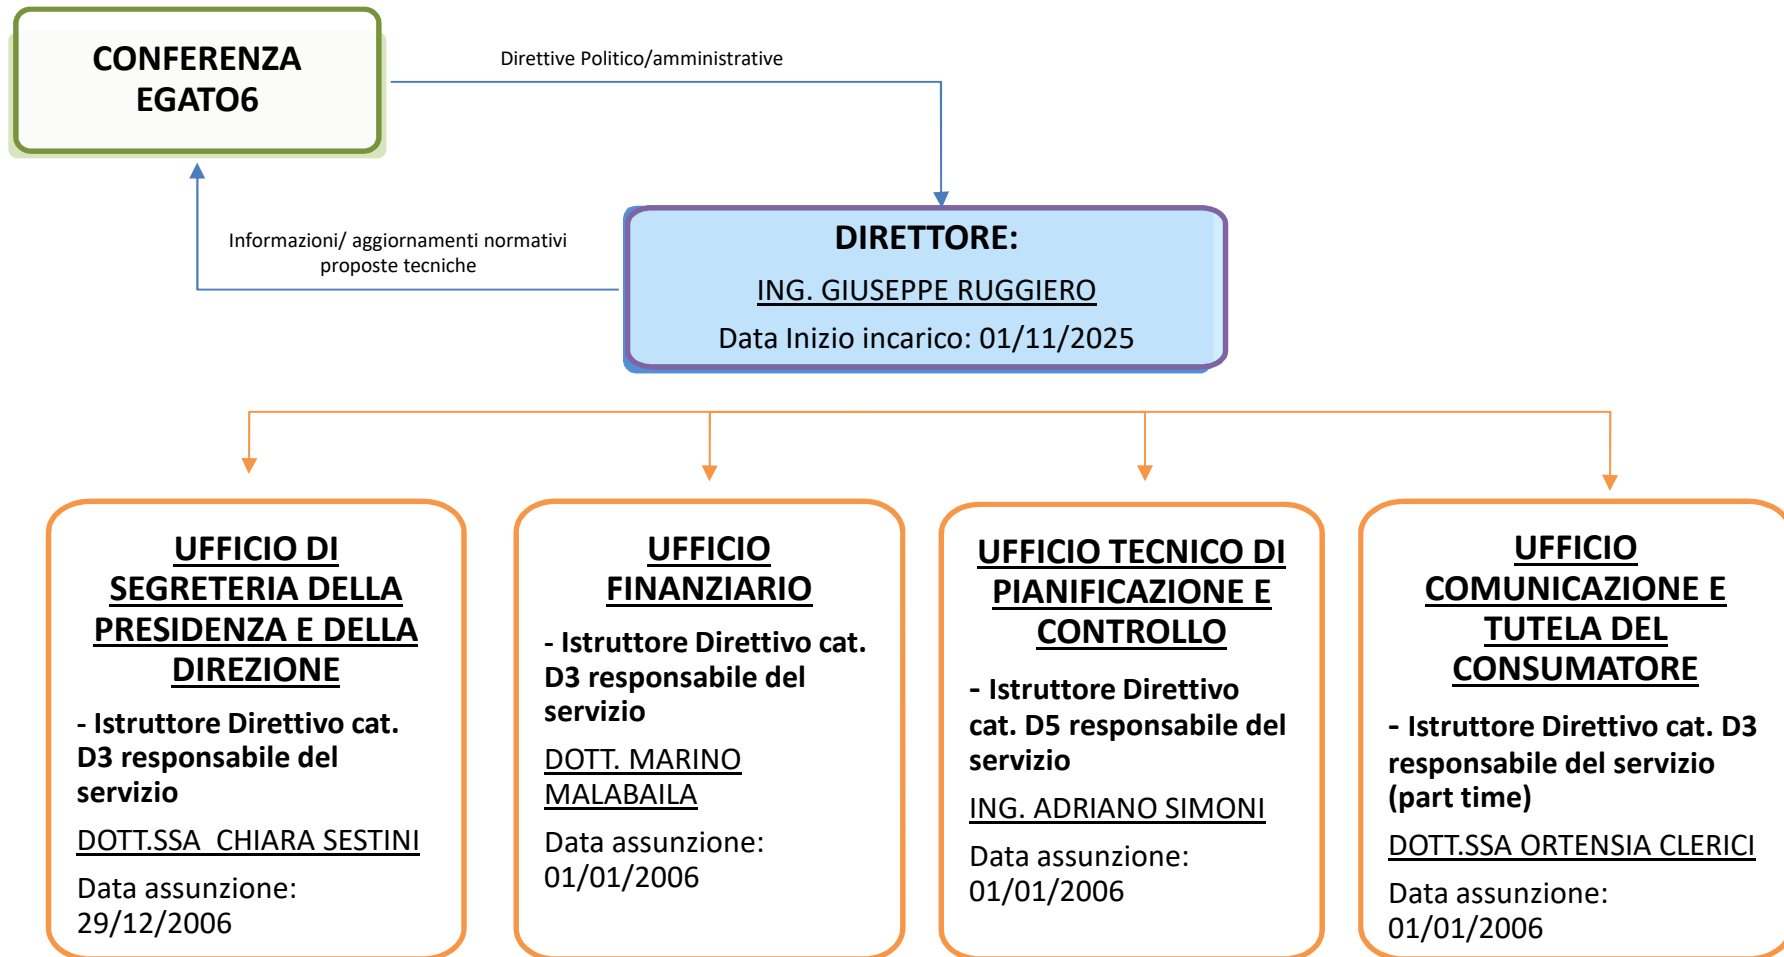 CONFERENZA
EGATO6
Direttive Politico/amministrative
Informazioni/ aggiornamenti normativi
proposte tecniche
DIRETTORE:
ING. GIUSEPPE RUGGIERO
Data Inizio incarico: 01/11/2025
UFFICIO DI
SEGRETERIA DELLA
PRESIDENZA E DELLA
DIREZIONE
- Istruttore Direttivo cat.
D3 responsabile del
servizio
DOTT.SSA  CHIARA SESTINI
Data assunzione:
29/12/2006
UFFICIO
FINANZIARIO
- Istruttore Direttivo cat.
D3 responsabile del
servizio
DOTT. MARINO
MALABAILA
Data assunzione:
01/01/2006
UFFICIO TECNICO DI
PIANIFICAZIONE E
CONTROLLO
- Istruttore Direttivo
cat. D5 responsabile del
servizio
ING. ADRIANO SIMONI
Data assunzione:
01/01/2006
UFFICIO
COMUNICAZIONE E
TUTELA DEL
CONSUMATORE
- Istruttore Direttivo cat. D3
responsabile del servizio
(part time)
DOTT.SSA ORTENSIA CLERICI
Data assunzione:
01/01/2006